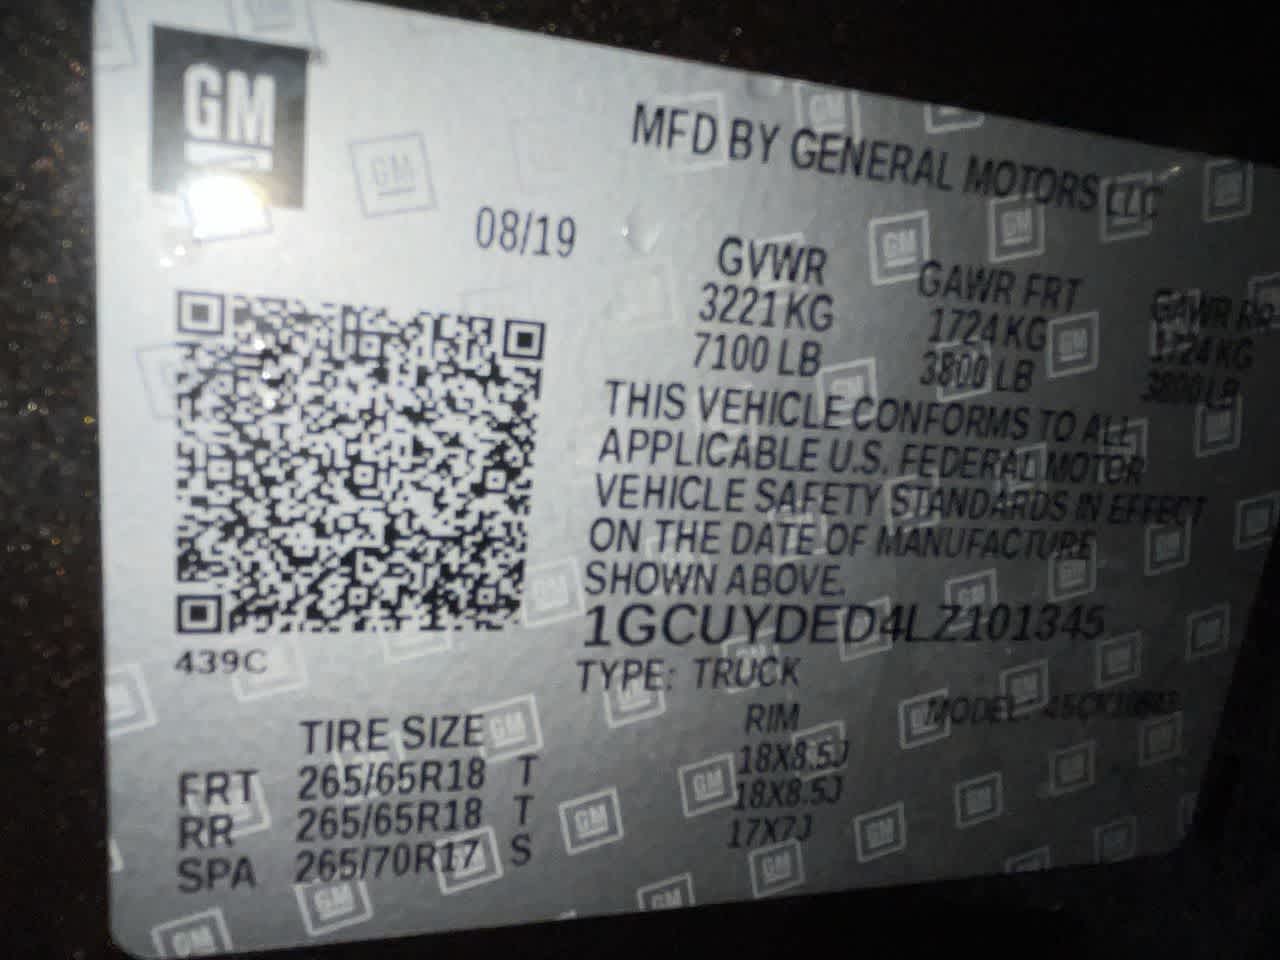 GM
MFD BY GENERAL MOTORS LLC
08/19
GVWR GAWR FRT GAWR RR
3221 KG 1724 KG 1724 KG
7100 LB 3800 LB 3800 LB
THIS VEHICLE CONFORMS TO ALL
APPLICABLE U.S. FEDERAL MOTOR
VEHICLE SAFETY STANDARDS IN EFFECT
ON THE DATE OF MANUFACTURE
SHOWN ABOVE.
1GCUYDED4LZ101345
439C
TYPE: TRUCK
MODEL:
TIRE SIZE RIM
FRT 265/65R18 T 18X8.5J
RR 265/65R18 T 18X8.5J
SPA 265/70R17 S 17X7J